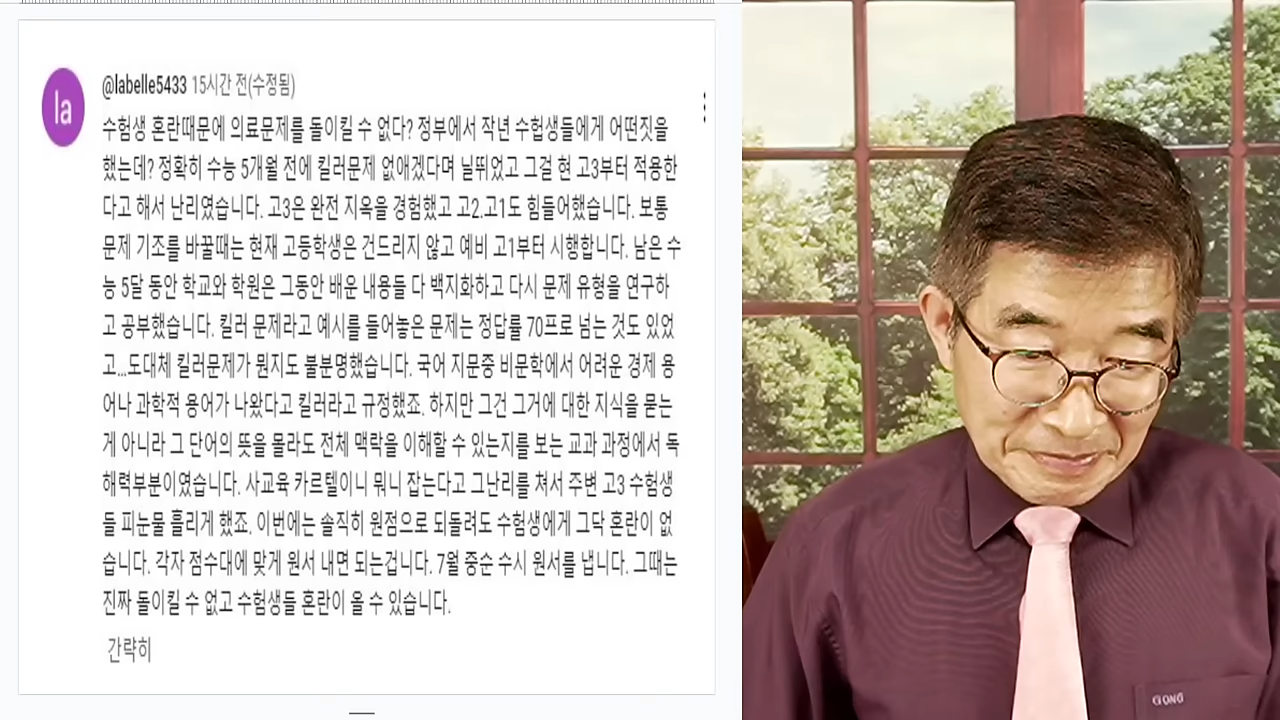 la
@labelle5433 15시간 전(수정됨)
수험생 혼란때문에 의료문제를 돌이킬 수 없다? 정부에서 작년 수헙생들에게 어떤짓을
했는데? 정확히 수능 5개월 전에 킬러문제 없애겠다며 닐뛰었고 그걸 현 고3부터 적용한
다고 해서 난리였습니다. 고3은 완전 지옥을 경험했고 고2.고1도 힘들어했습니다. 보통
문제 기조를 바꿀때는 현재 고등학생은 건드리지 않고 예비 고1부터 시행합니다. 남은 수
능 5달 동안 학교와 학원은 그동안 배운 내용들 다 백지화하고 다시 문제 유형을 연구하
고 공부했습니다. 킬러 문제라고 예시를 들어놓은 문제는 정답률 70프로 넘는 것도 있었
고...도대체 킬러문제가 뭔지도 불분명했습니다. 국어 지문중 비문학에서 어려운 경제 용
어나 과학적 용어가 나왔다고 킬러라고 규정했죠. 하지만 그건 그거에 대한 지식을 묻는
게 아니라 그 단어의 뜻을 몰라도 전체 맥락을 이해할 수 있는지를 보는 교과 과정에서 독
해력부분이였습니다. 사교육 카르텔이니 뭐니 잡는다고 그난리를 쳐서 주변 고3 수험생
들 피눈물 흘리게 했죠. 이번에는 솔직히 원점으로 되돌려도 수험생에게 그닥 혼란이 없
습니다. 각자 점수대에 맞게 원서 내면 되는겁니다. 7월 중순 수시 원서를 냅니다. 그때는
진짜 돌이킬 수 없고 수험생들 혼란이 올 수 있습니다.
간략히
GONG